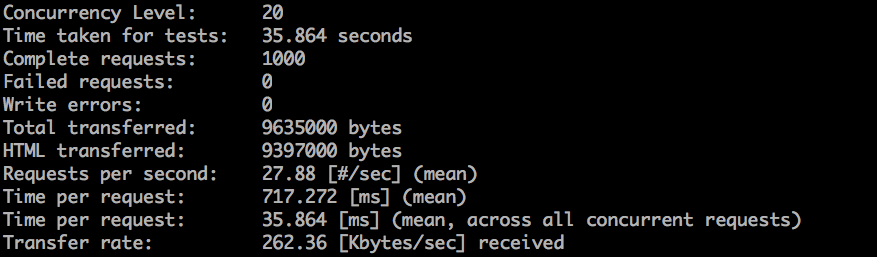 Concurrency Level: 20
Time taken for tests: 35.864 seconds
Complete requests: 1000
Failed requests: 0
Write errors: 0
Total transferred: 9635000 bytes
HTML transferred: 9397000 bytes
Requests per second: 27.88 [#/sec] (mean)
Time per request: 717.272 [ms] (mean)
Time per request: 35.864 [ms] (mean, across all concurrent requests)
Transfer rate: 262.36 [Kbytes/sec] received